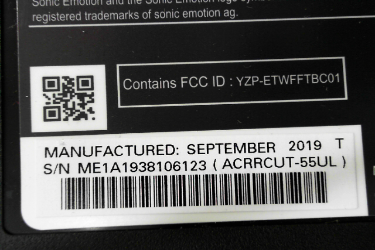 Sonic Emotion and the Sonic Emotion logo
registered trademarks of sonic emotion ag.
Contains FCC ID : YZP-ETWFFTBC01
MANUFACTURED: SEPTEMBER 2019 T
S/N ME1A1938106123 ( ACRRCUT-55UL )